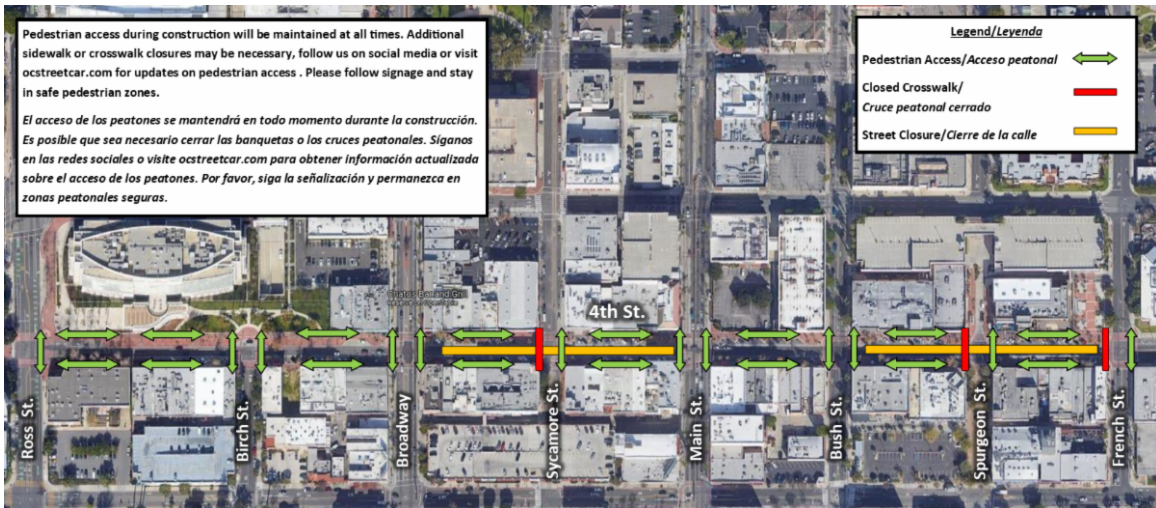 Pedestrian access during construction will be maintained at all times. Additional
sidewalk or crosswalk closures may be necessary, follow us on social media or visit
ocstreetcar.com for updates on pedestrian access . Please follow signage and stay
in safe pedestrian zones.
El acceso de los peatones se mantendrá en todo momento durante la construcción.
Es posible que sea necesario cerrar las banquetas o los cruces peatonales. Síganos
en las redes sociales o visite ocstreetcar.com para obtener información actualizada
sobre el acceso de los peatones. Por favor, siga la señalización y permanezca en
zonas peatonales seguras.
Legend/Leyenda
Pedestrian Access/Acceso peatonal
Closed Crosswalk/
Cruce peatonal cerrado
Street Closure/Cierre de la calle
4th St.
Ross St.
Birch St.
Broadway
Sycamore St.
Main St.
Bush St.
Spurgeon St.
French St.